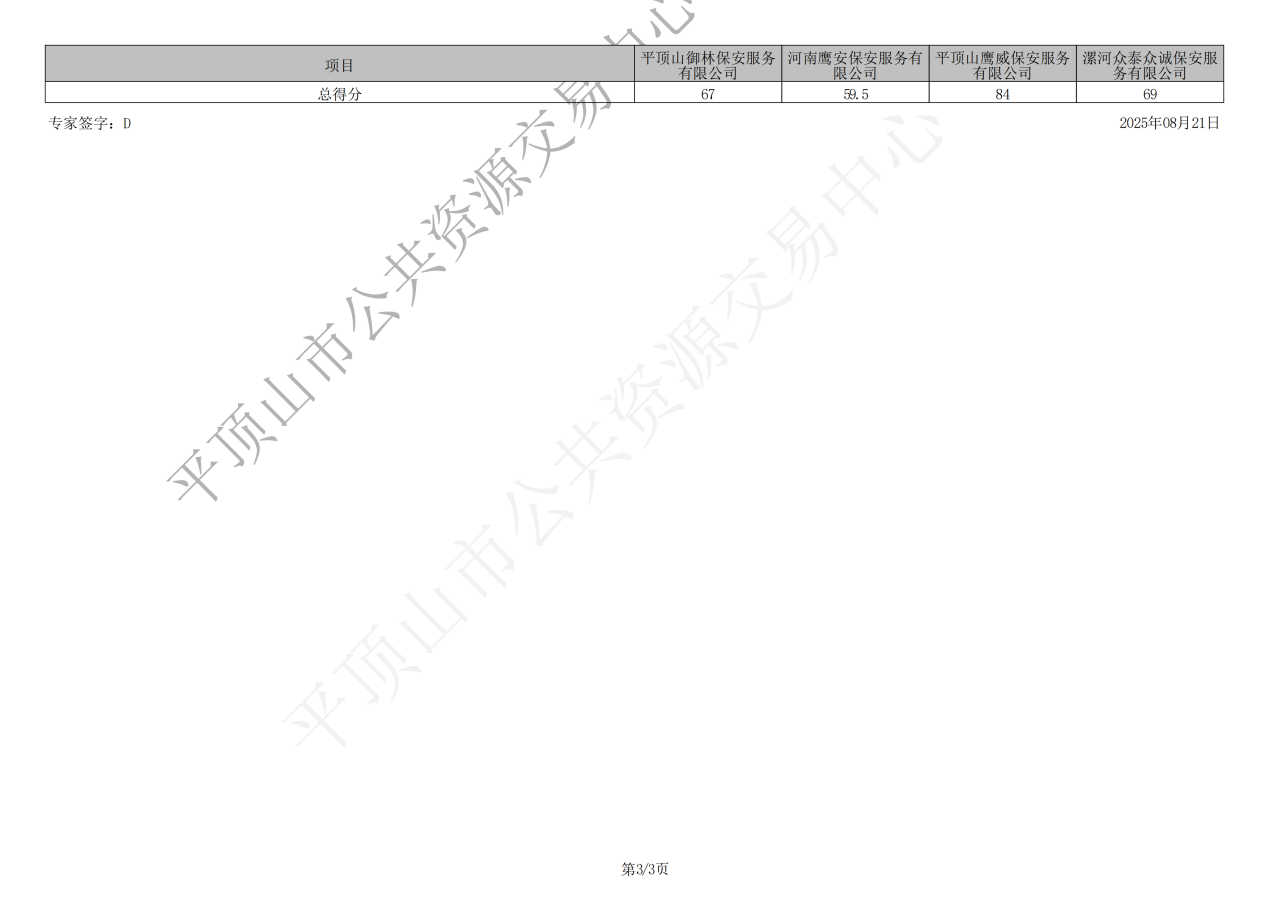 项目
平顶山御林保安服务
有限公司
河南鹰安保安服务有
限公司
平顶山鹰威保安服务
有限公司
漯河众泰众诚保安服
务有限公司
总得分 67 59.5 84 69
专家签字：D 2025年08月21日
平顶山市公共资源交易中心
平顶山市公共资源交易中心
第3/3页